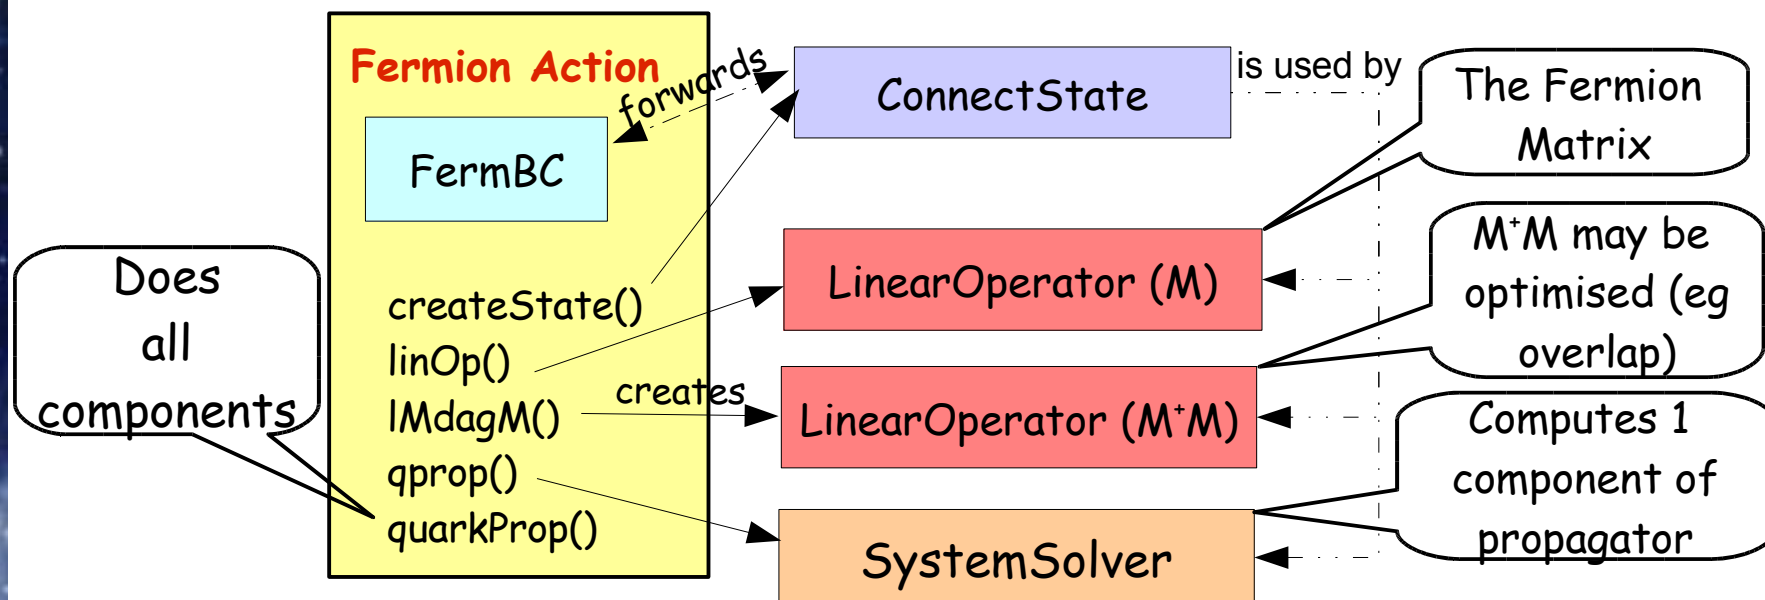 Fermion Action
forwards
ConnectState
is used by
The Fermion
Matrix
FermBC
LinearOperator (M)
M⁺M may be
optimised (eg
overlap)
Does
all
components
createState()
linOp()
lMdagM()
qprop()
quarkProp()
creates
LinearOperator (M⁺M)
Computes 1
component of
propagator
SystemSolver